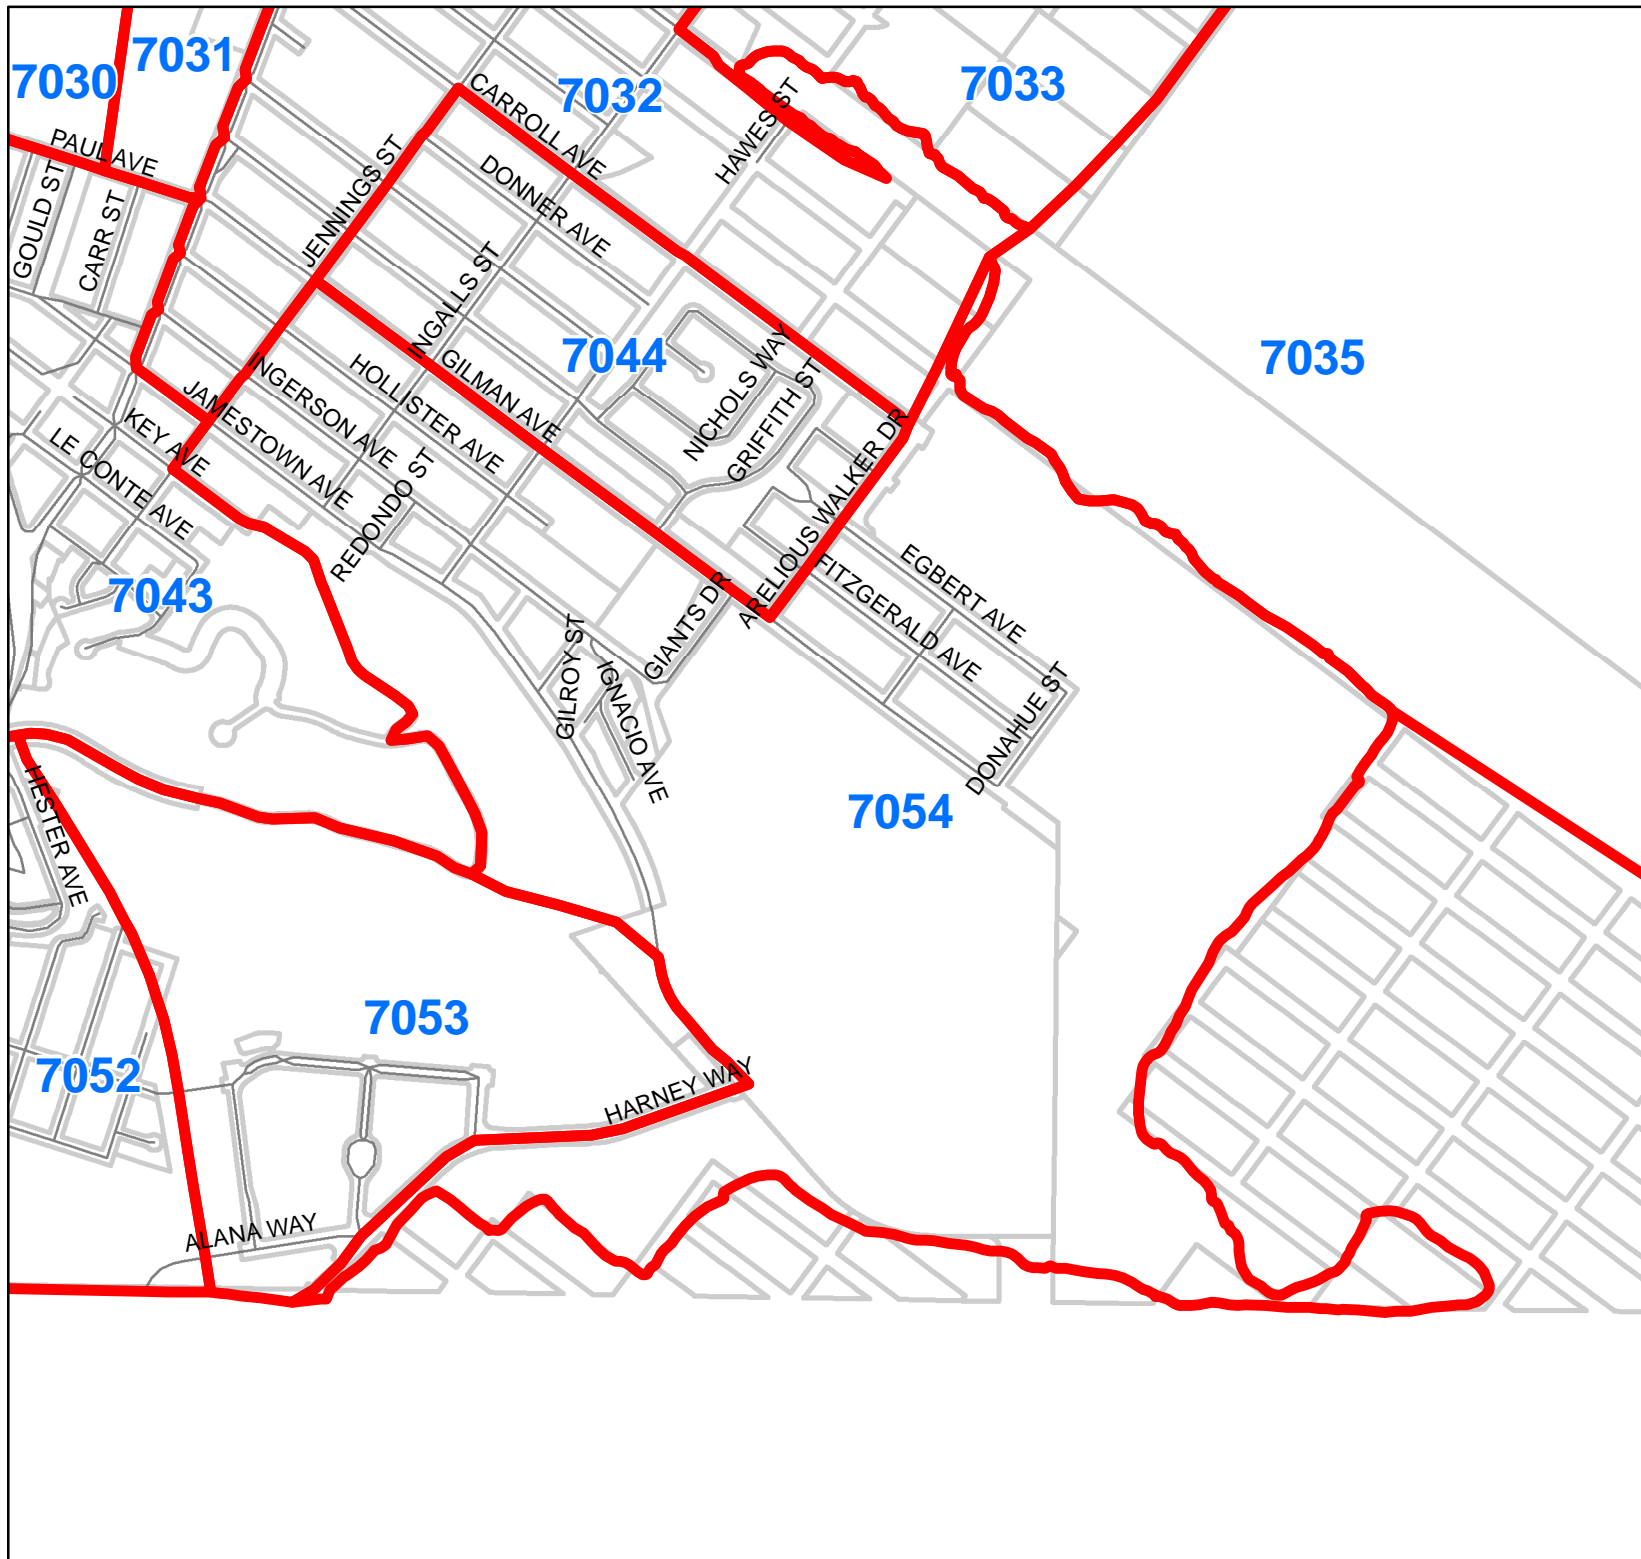 7030
7031
7032
7033
PAUL AVE
GOULD ST
CARR ST
JENNINGS ST
CARROLL AVE
HAWES ST
DONNER AVE
INGALLS ST
7044
7035
NICHOLS WAY
GRIFFITH ST
GILMAN AVE
HOLLISTER AVE
INGERSON AVE
JAMESTOWN AVE
KEY AVE
LE CONTE AVE
REDONDO ST
ARELIOUS WALKER DR
7043
EGBERT AVE
FITZGERALD AVE
GIANTS DR
GILROY ST
IGNACIO AVE
DONAHUE ST
HESTER AVE
7054
7053
7052
HARNEY WAY
ALANA WAY